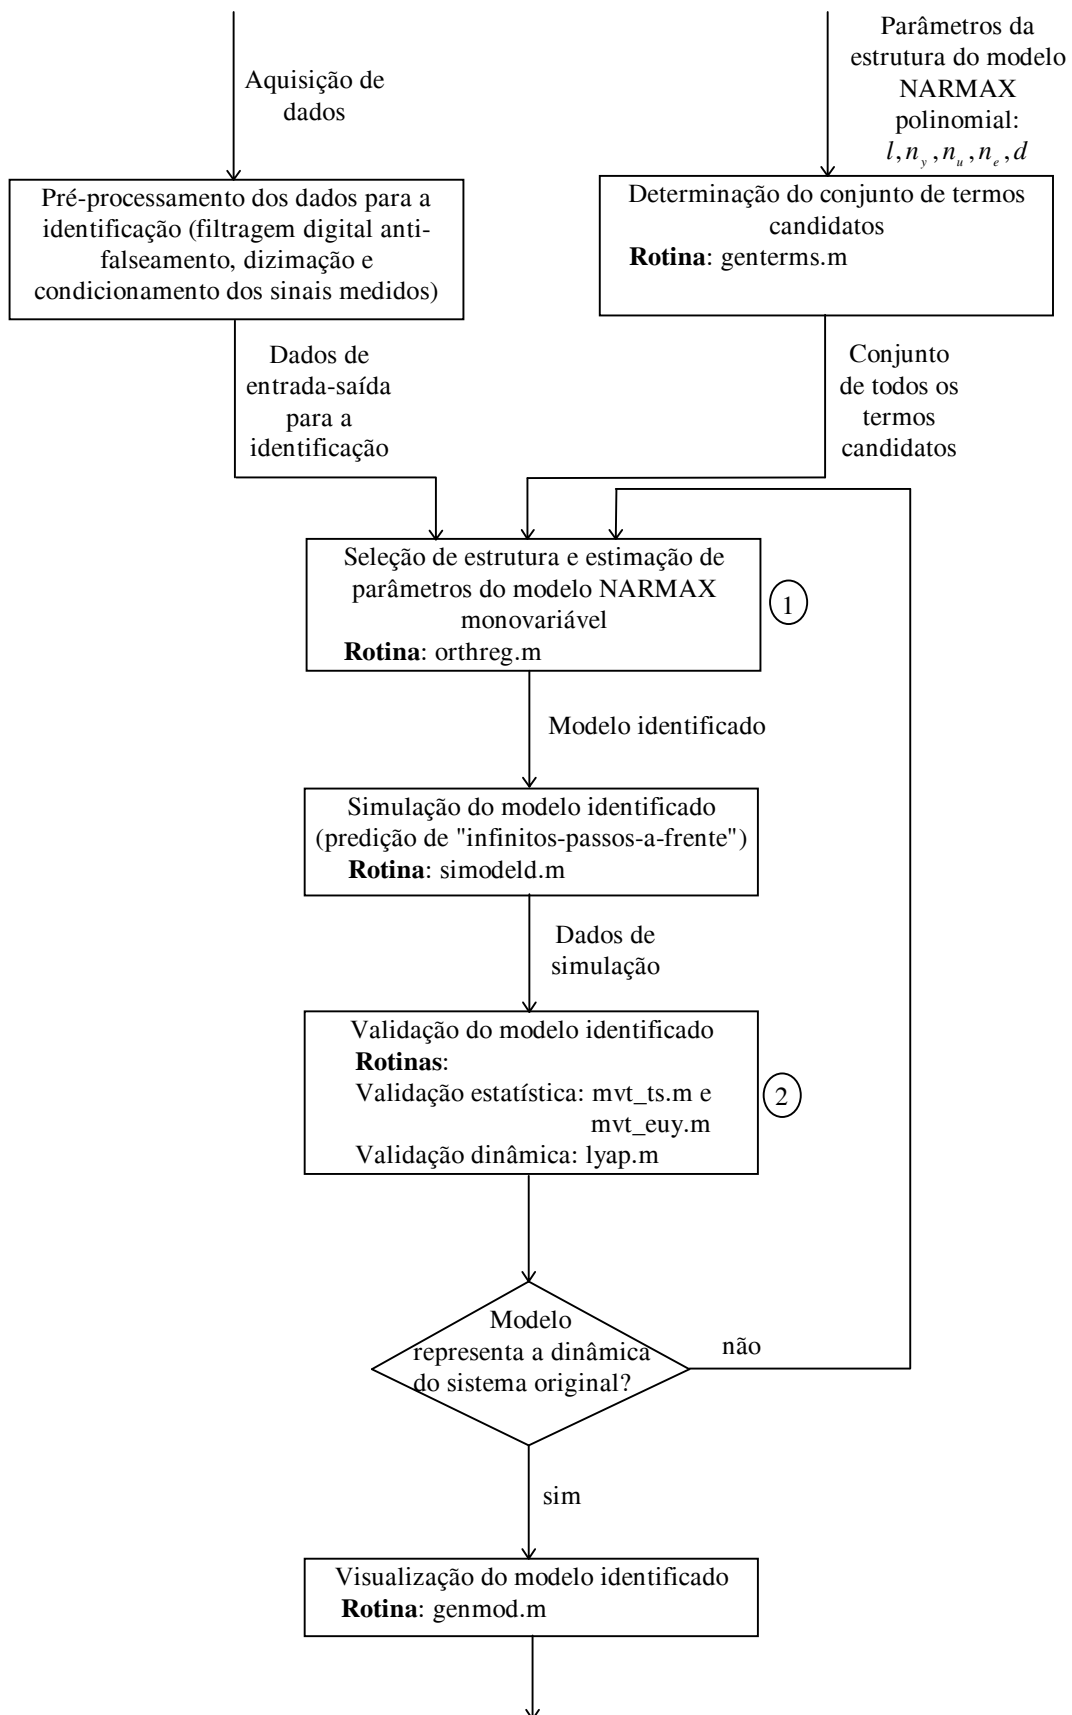 Aquisição de
dados
Parâmetros da
estrutura do modelo
NARMAX
polinomial:
l, n_y, n_u, n_e, d
Pré-processamento dos dados para a
identificação (filtragem digital anti-
falseamento, dizimação e
condicionamento dos sinais medidos)
Determinação do conjunto de termos
candidatos
Rotina: genterms.m
Dados de
entrada-saída
para a
identificação
Conjunto
de todos os
termos
candidatos
Seleção de estrutura e estimação de
parâmetros do modelo NARMAX
monovariável
Rotina: orthreg.m
1
Modelo identificado
Simulação do modelo identificado
(predição de "infinitos-passos-a-frente")
Rotina: simodeld.m
Dados de
simulação
Validação do modelo identificado
Rotinas:
Validação estatística: mvt_ts.m e
mvt_euy.m
Validação dinâmica: lyap.m
2
Modelo
representa a dinâmica
do sistema original?
não
sim
Visualização do modelo identificado
Rotina: genmod.m